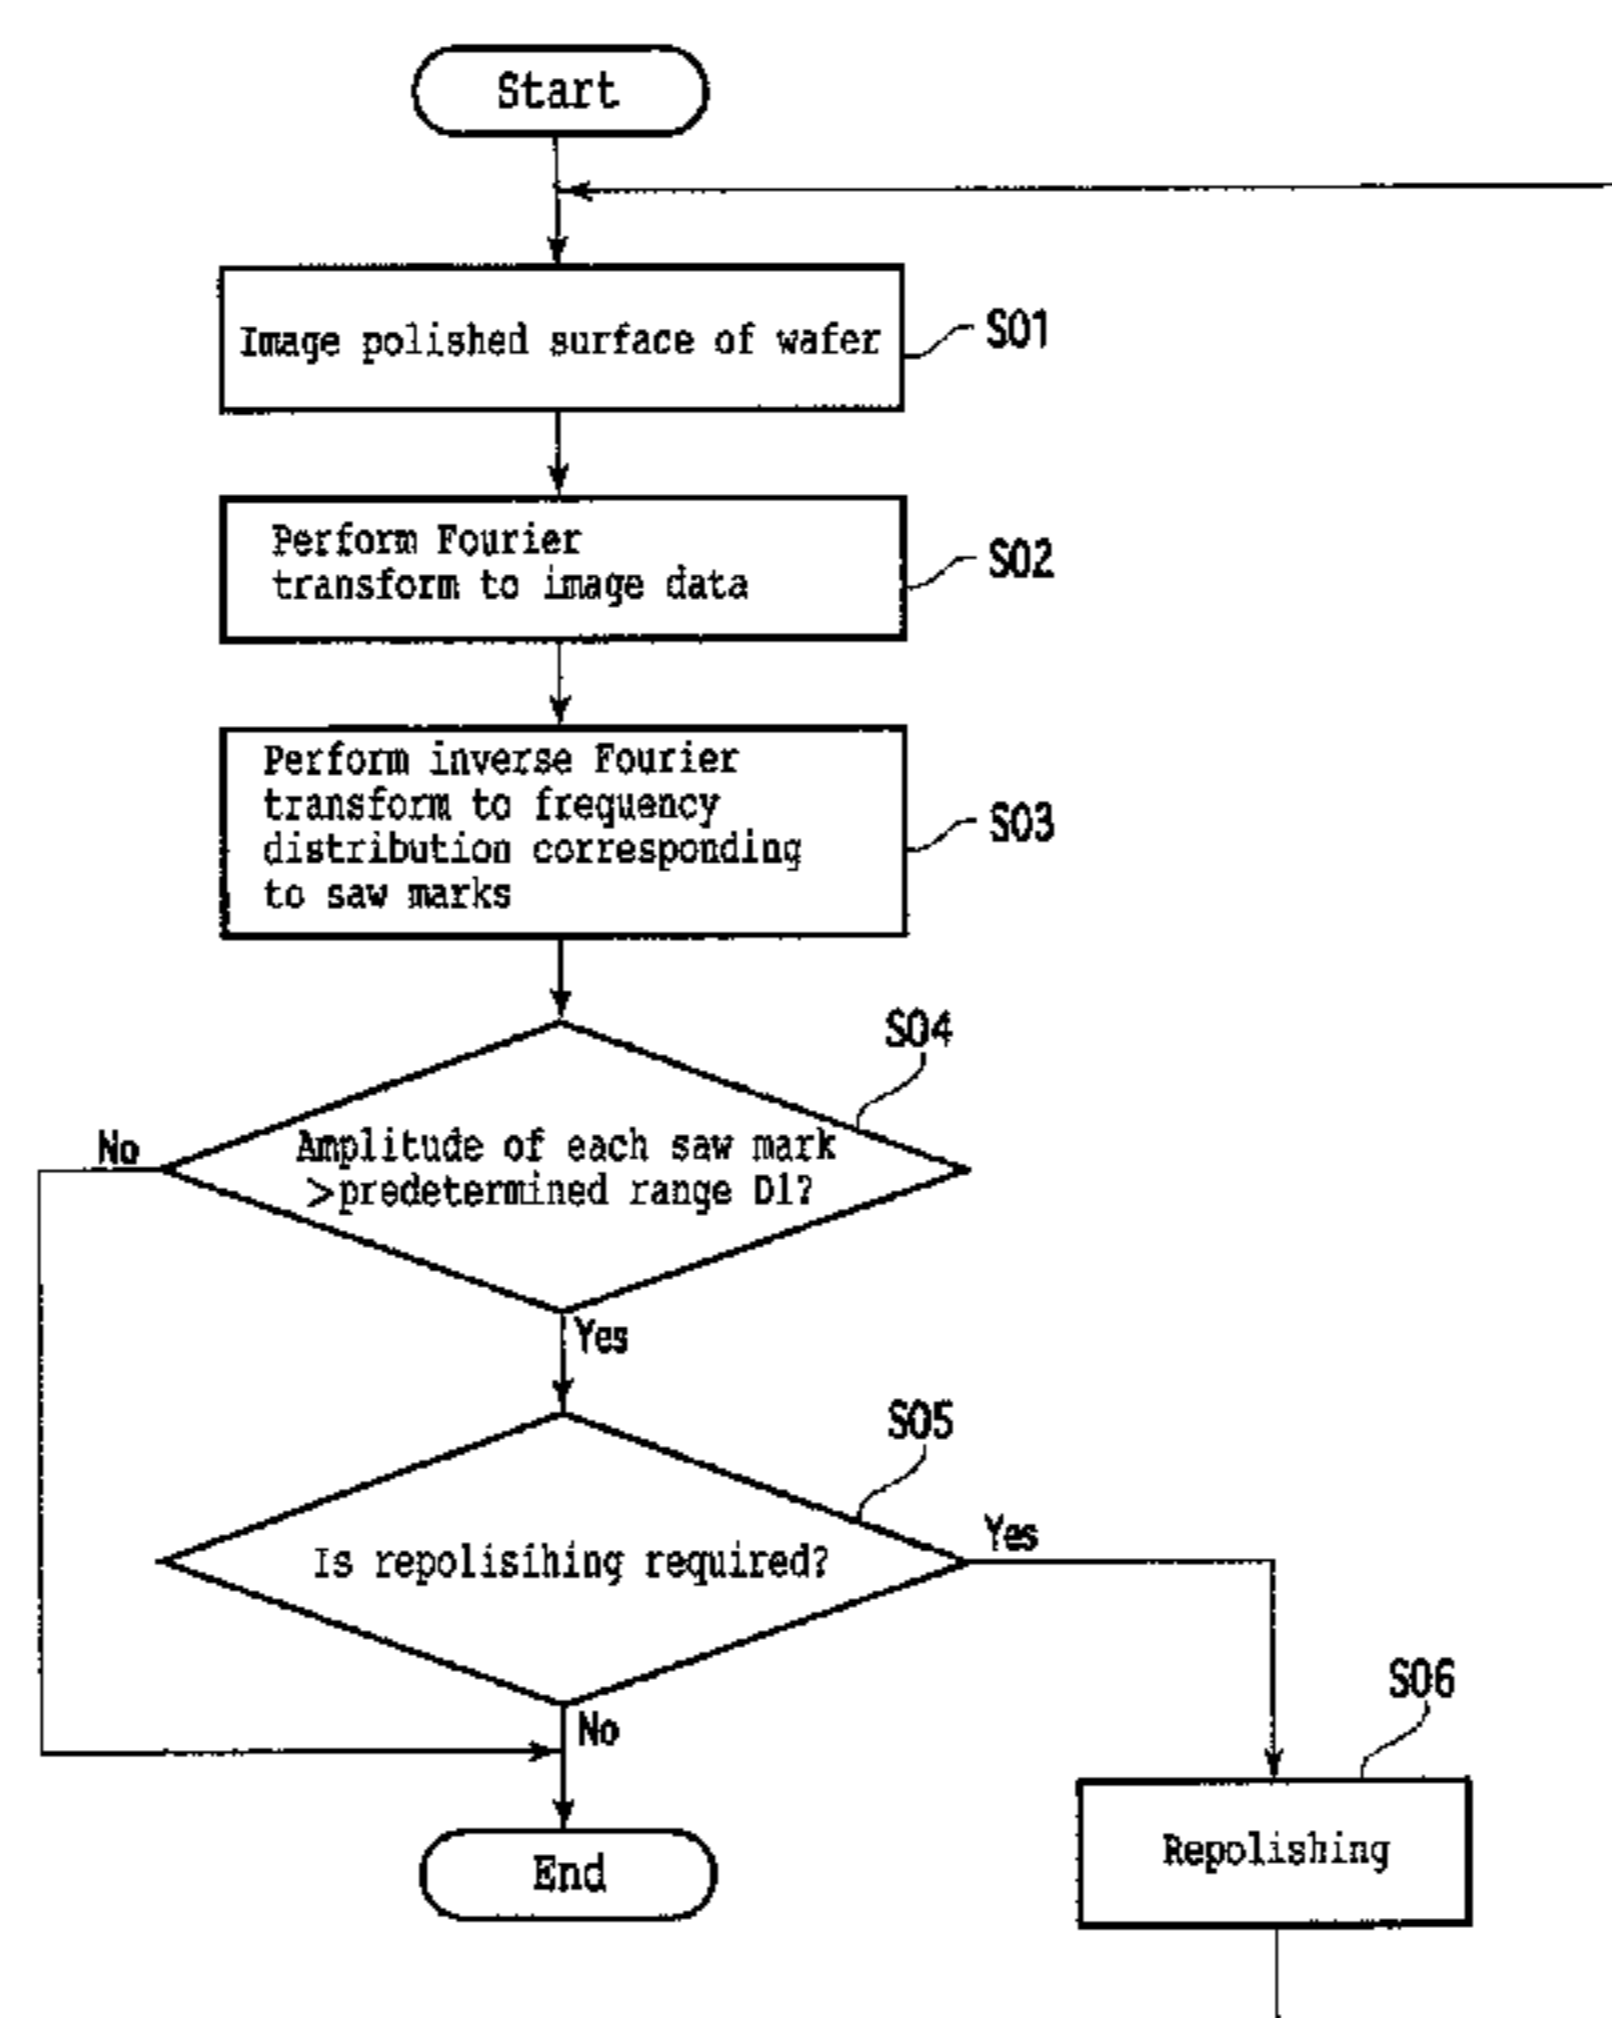 Start
Image polished surface of wafer
S01
Perform Fourier
transform to image data
S02
Perform inverse Fourier
transform to frequency
distribution corresponding
to saw marks
S03
S04
No
Amplitude of each saw mark
>predetermined range D1?
Yes
S05
Is repolisihing required?
Yes
S06
No
Repolishing
End